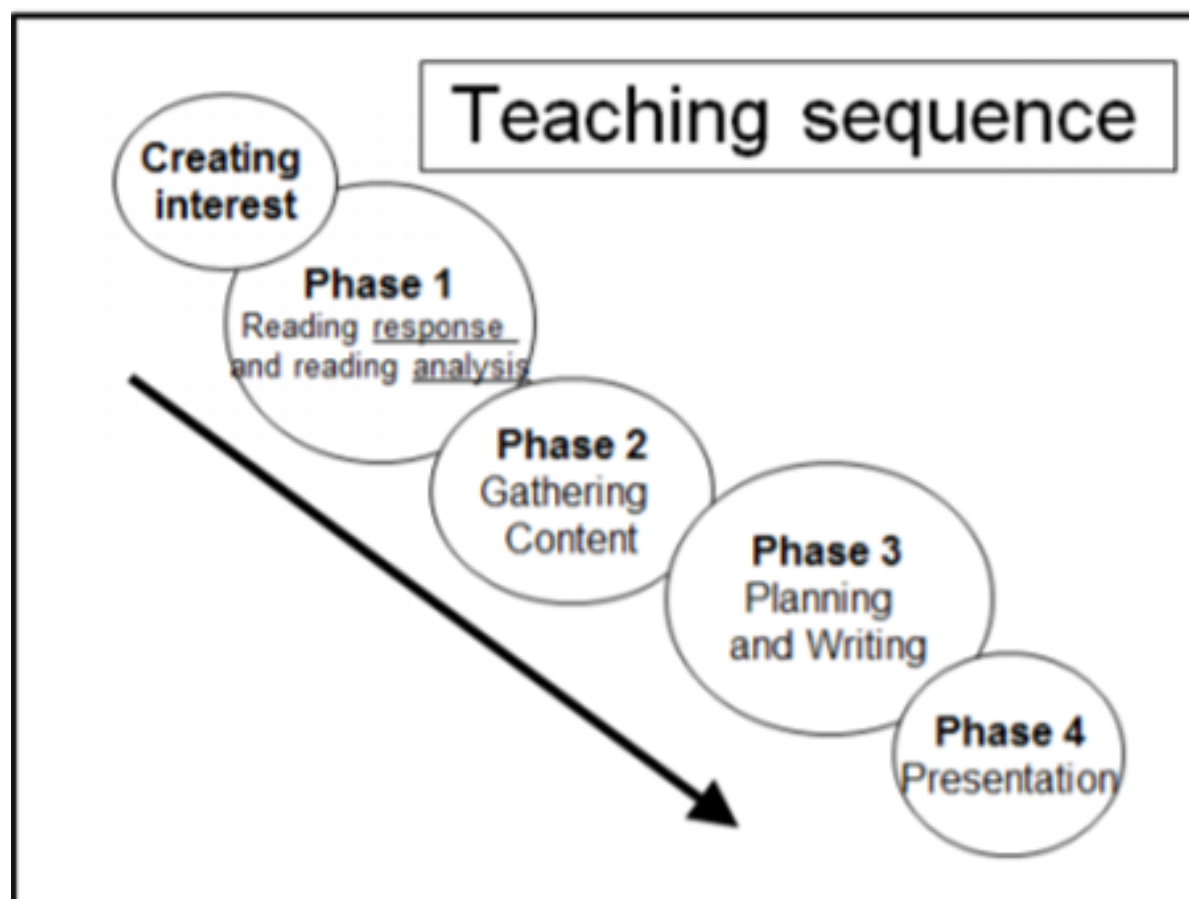 Teaching sequence
Creating
interest
Phase 1
Reading response
and reading analysis
Phase 2
Gathering
Content
Phase 3
Planning
and Writing
Phase 4
Presentation